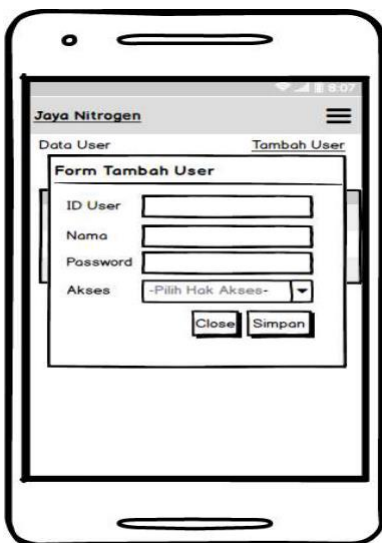 8:07
Jaya Nitrogen
Data User Tambah User
Form Tambah User
ID User
Nama
Password
Akses -Pilih Hak Akses-
Close Simpan